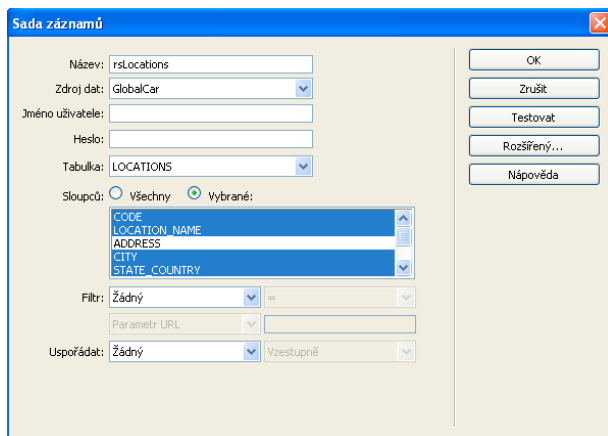 Sada záznamů
Název: rsLocations
Zdroj dat: GlobalCar
Jméno uživatele:
Heslo:
Tabulka: LOCATIONS
Sloupců: Všechny Vybrané:
CODE
LOCATION_NAME
ADDRESS
CITY
STATE_COUNTRY
Filtr: Žádný =
Parametr URL
Uspořádat: Žádný Vzestupně
OK
Zrušit
Testovat
Rozšířený...
Nápověda